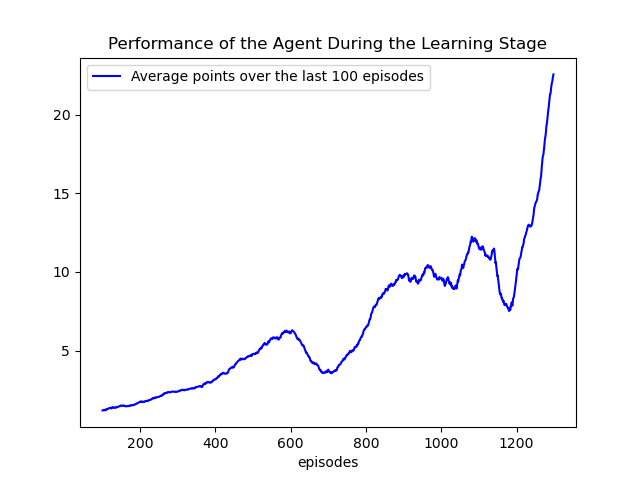 Performance of the Agent During the Learning Stage
Average points over the last 100 episodes
20
15
10
5
200 400 600 800 1000 1200
episodes